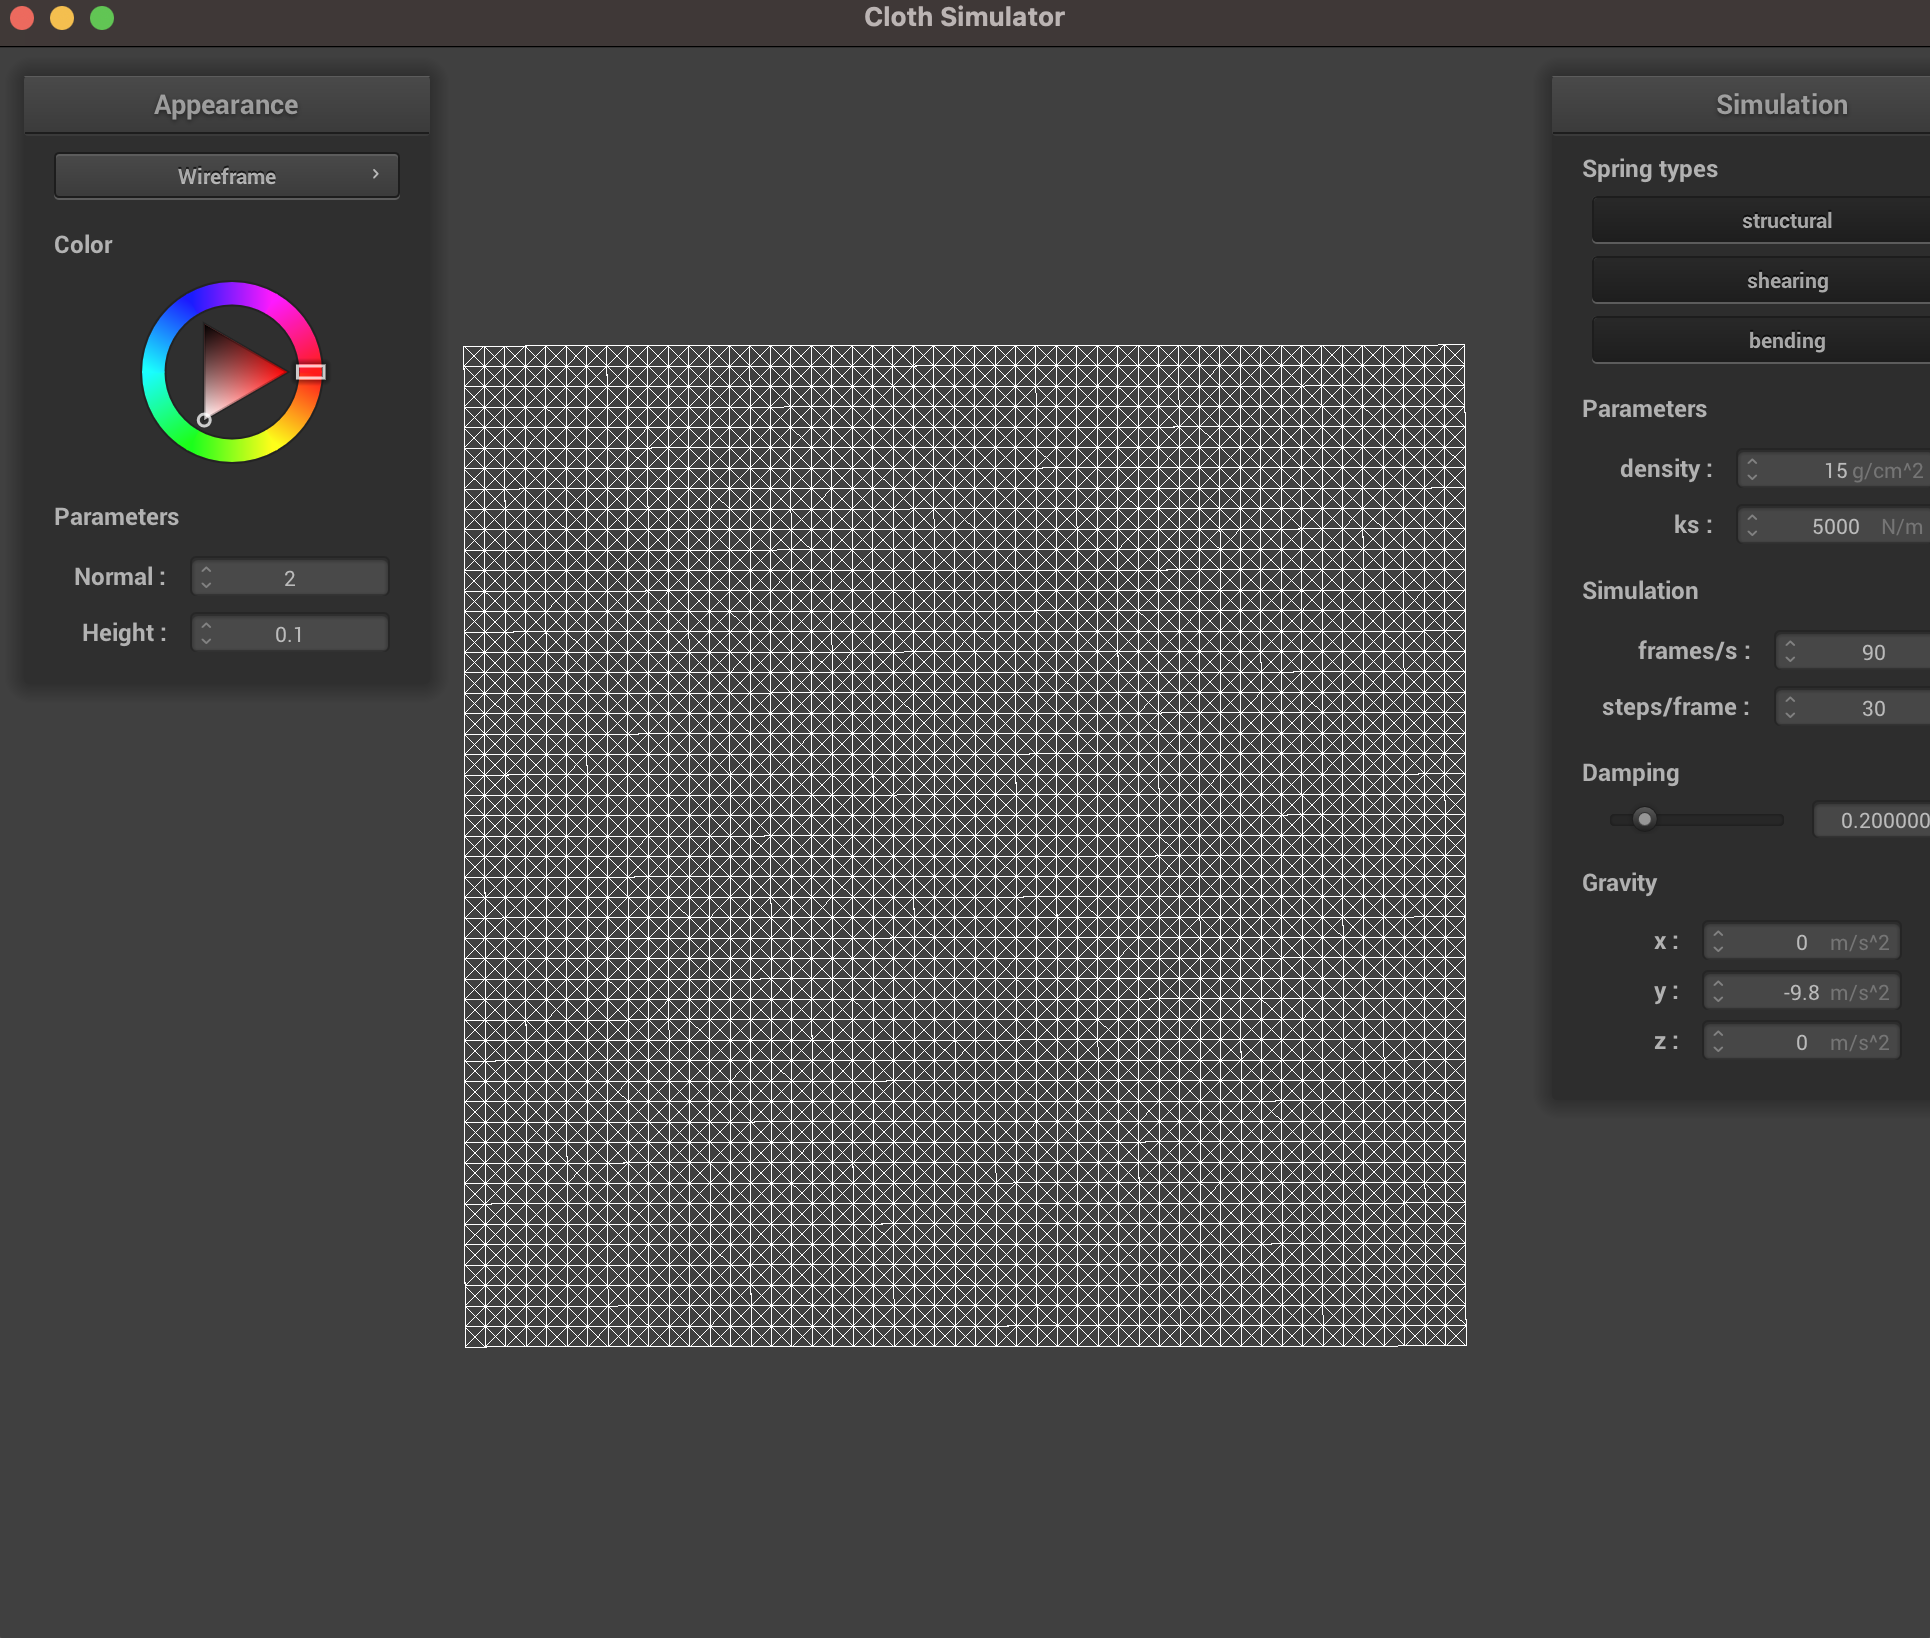 Cloth Simulator
Appearance
Wireframe
Color
Parameters
Normal :
2
Height :
0.1
Simulation
Spring types
structural
shearing
bending
Parameters
density :
15 g/cm^2
ks :
5000 N/m
Simulation
frames/s :
90
steps/frame :
30
Damping
0.200000
Gravity
x :
0 m/s^2
y :
-9.8 m/s^2
z :
0 m/s^2